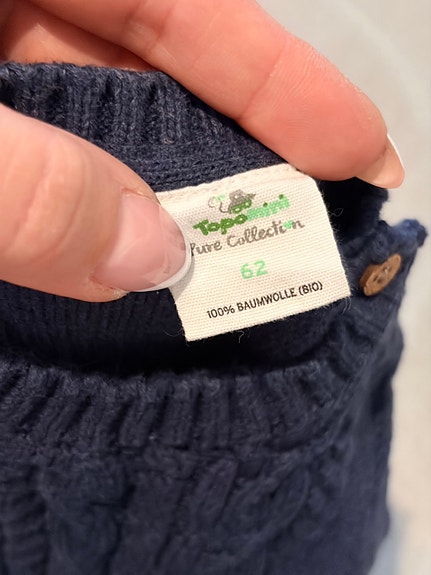 Topomini
Pure Collection
62
100% BAUMWOLLE (BIO)